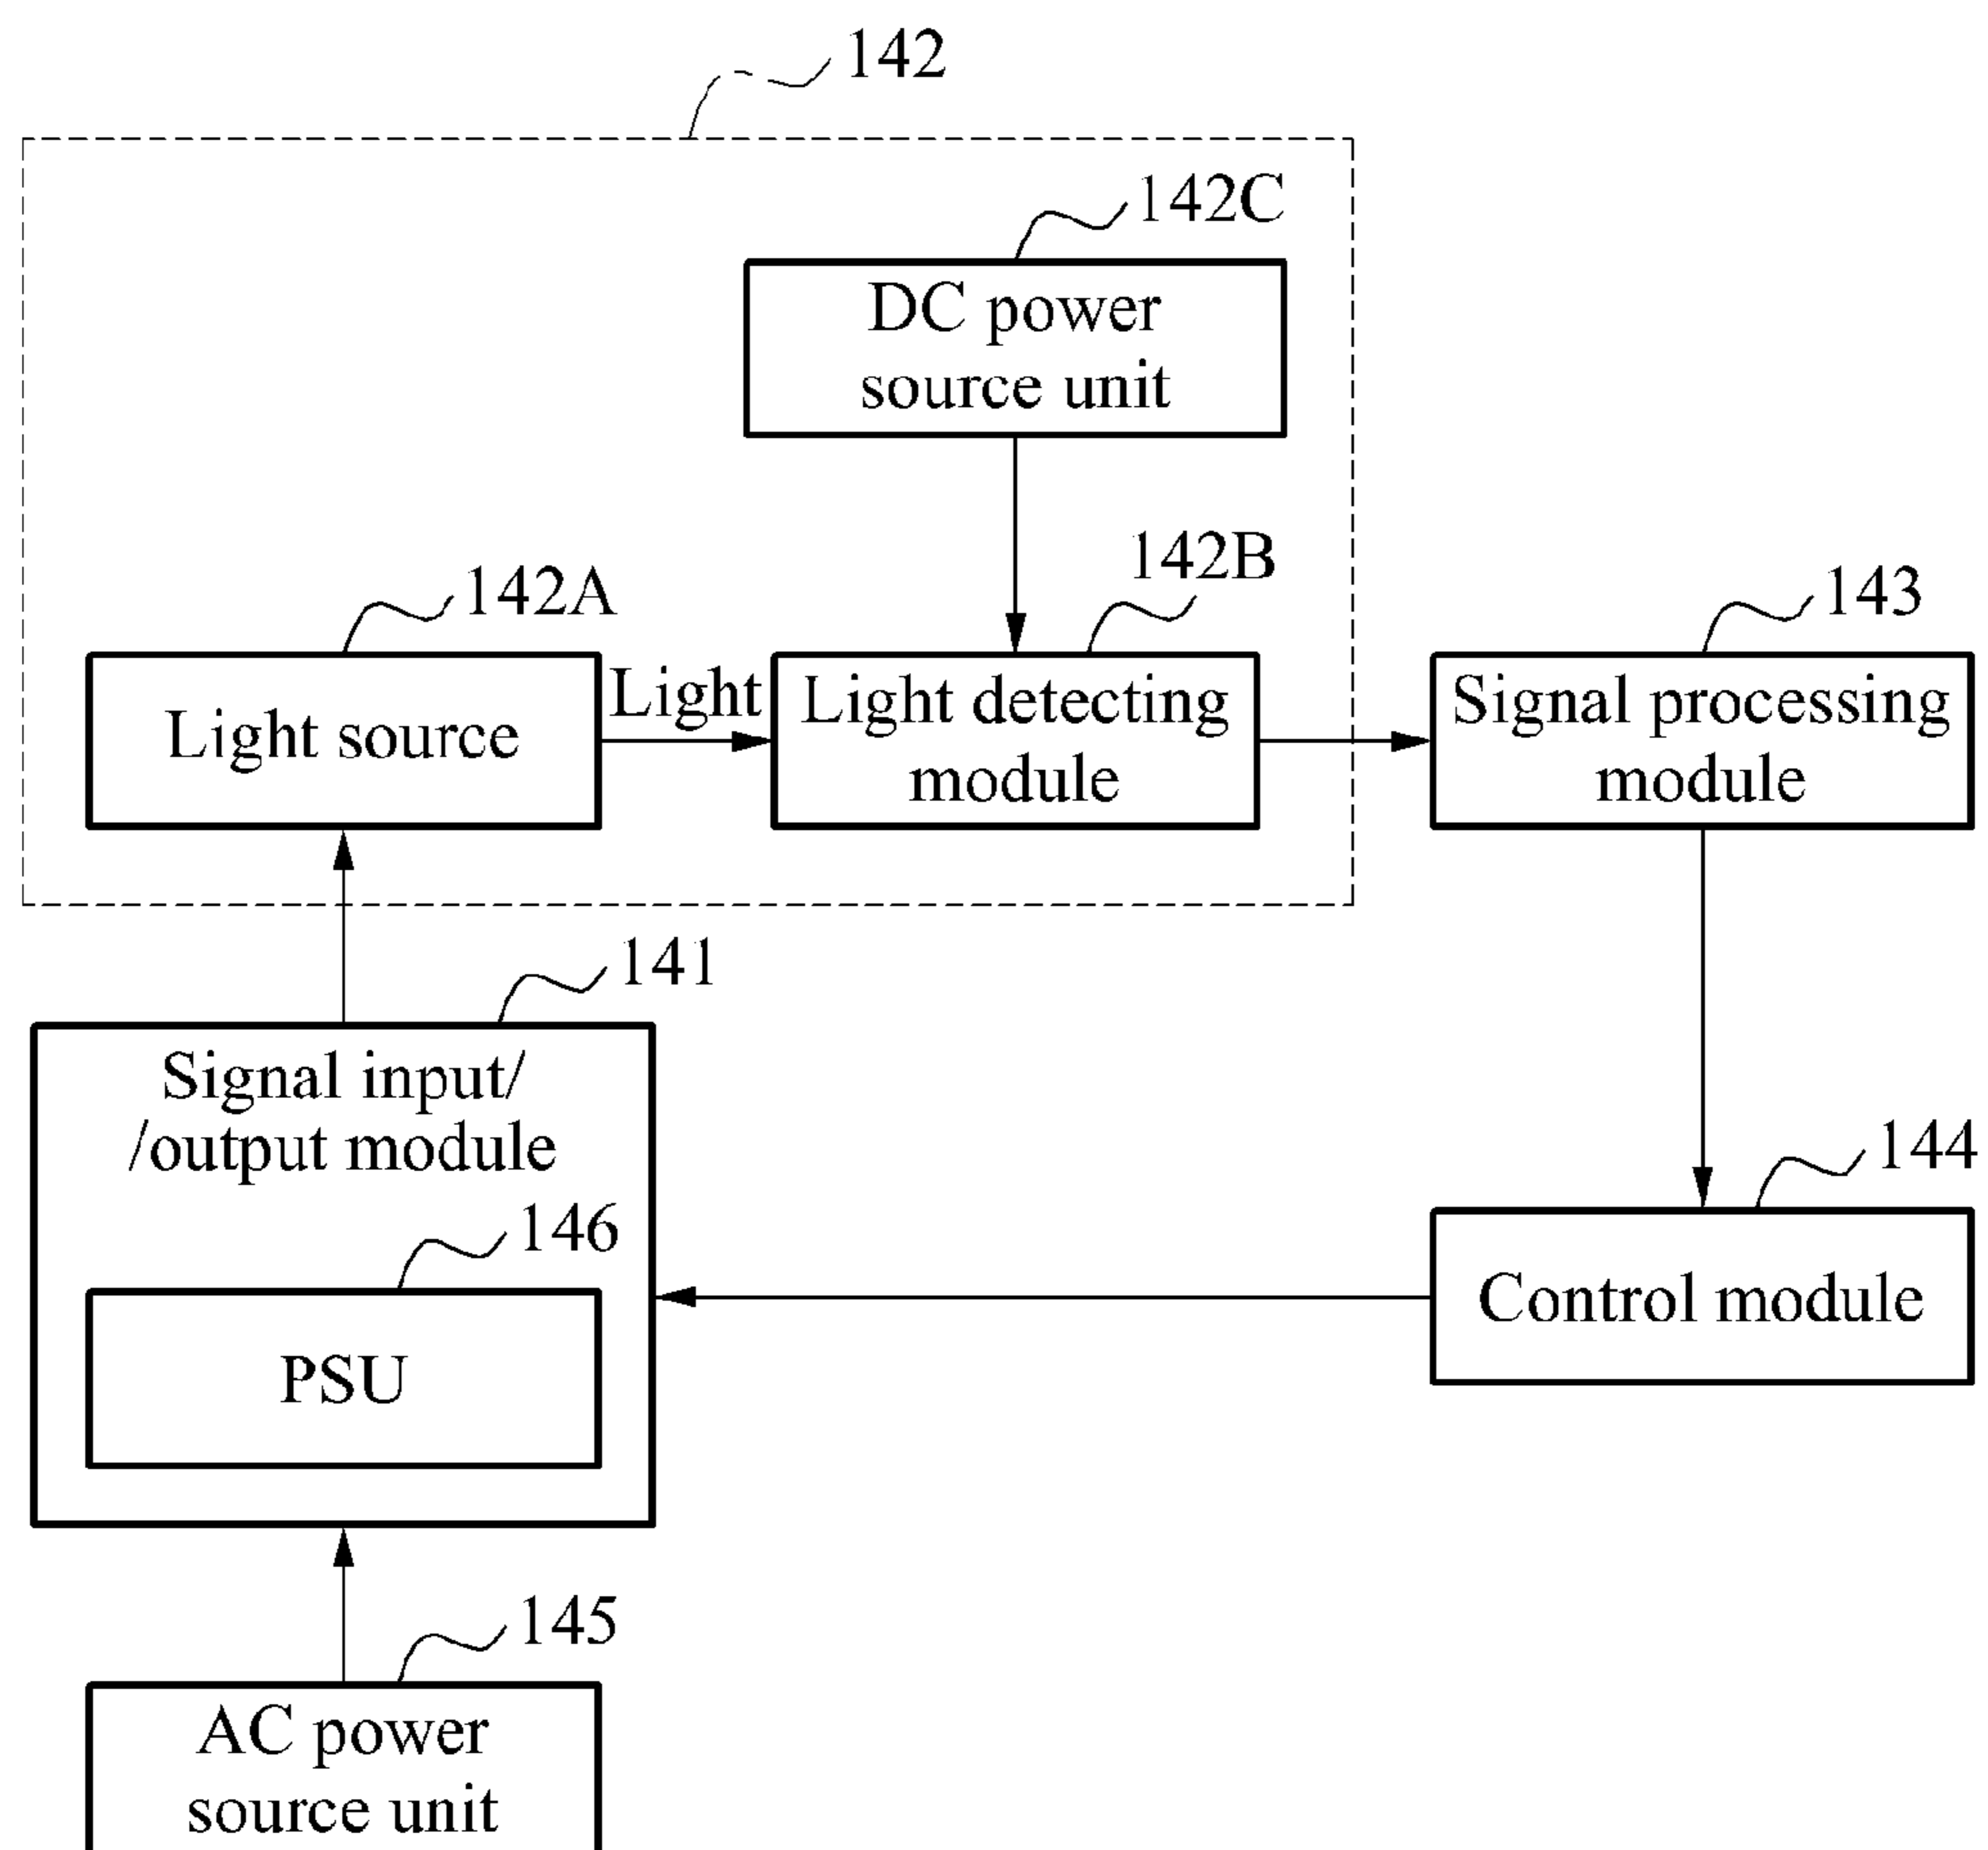 142
142C
DC power
source unit
142B
142A
143
Light source
Light
Light detecting
module
Signal processing
module
141
Signal input/
/output module
146
PSU
144
Control module
145
AC power
source unit